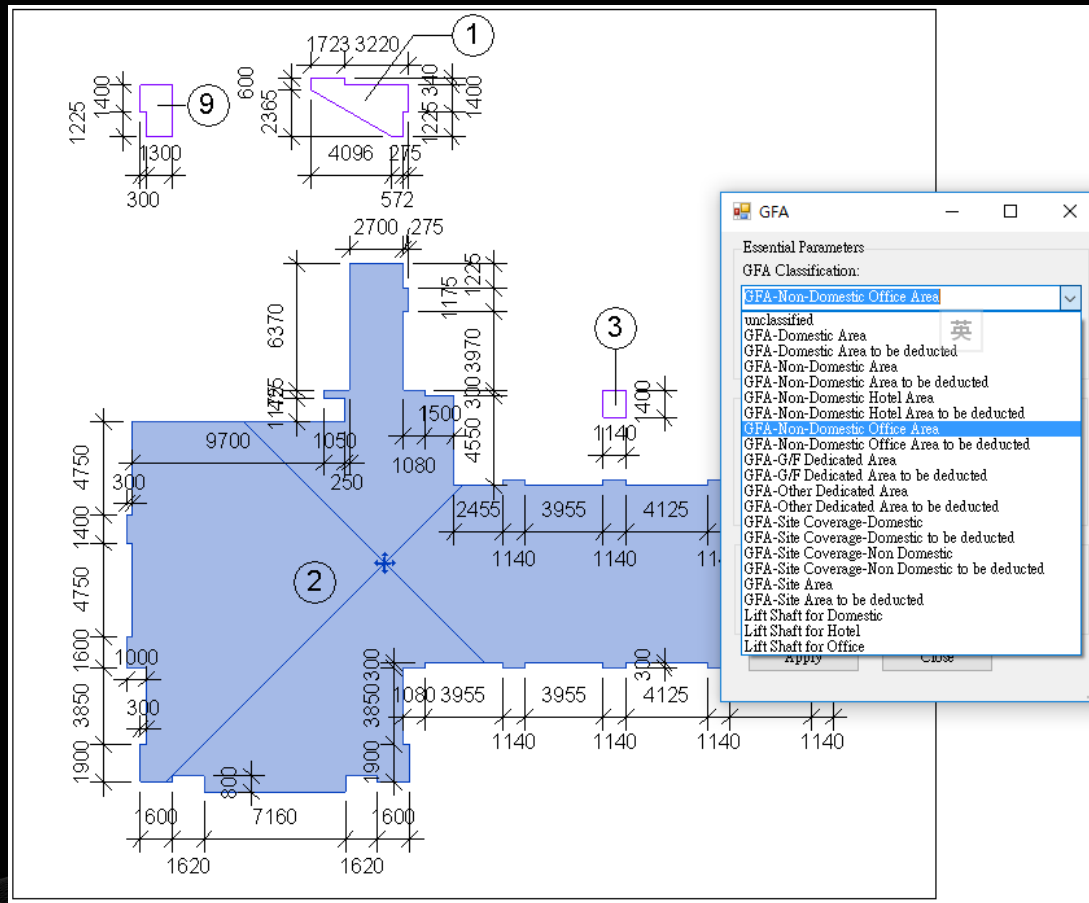 1723 3220
1
600
2365
340
1400
1225
4096
275
572
1400
1225
9
1300
300
2700
275
6370
1225
1175
3970
300
4550
1500
1080
3
1400
1140
9700
1050
250
300
4750
1400
4750
1600
1000
3850
300
1900
2
2455
3955
4125
1140
1140
300
300
3850
1900
1080
3955
3955
4125
1140
1140
1140
1140
800
1600
7160
1600
1620
1620
GFA
Essential Parameters
GFA Classification:
GFA-Non-Domestic Office Area
英
unclassified
GFA-Domestic Area
GFA-Domestic Area to be deducted
GFA-Non-Domestic Area
GFA-Non-Domestic Area to be deducted
GFA-Non-Domestic Hotel Area
GFA-Non-Domestic Hotel Area to be deducted
GFA-Non-Domestic Office Area
GFA-Non-Domestic Office Area to be deducted
GFA-G/F Dedicated Area
GFA-G/F Dedicated Area to be deducted
GFA-Other Dedicated Area
GFA-Other Dedicated Area to be deducted
GFA-Site Coverage-Domestic
GFA-Site Coverage-Domestic to be deducted
GFA-Site Coverage-Non Domestic
GFA-Site Coverage-Non Domestic to be deducted
GFA-Site Area
GFA-Site Area to be deducted
Lift Shaft for Domestic
Lift Shaft for Hotel
Lift Shaft for Office
Apply
Close